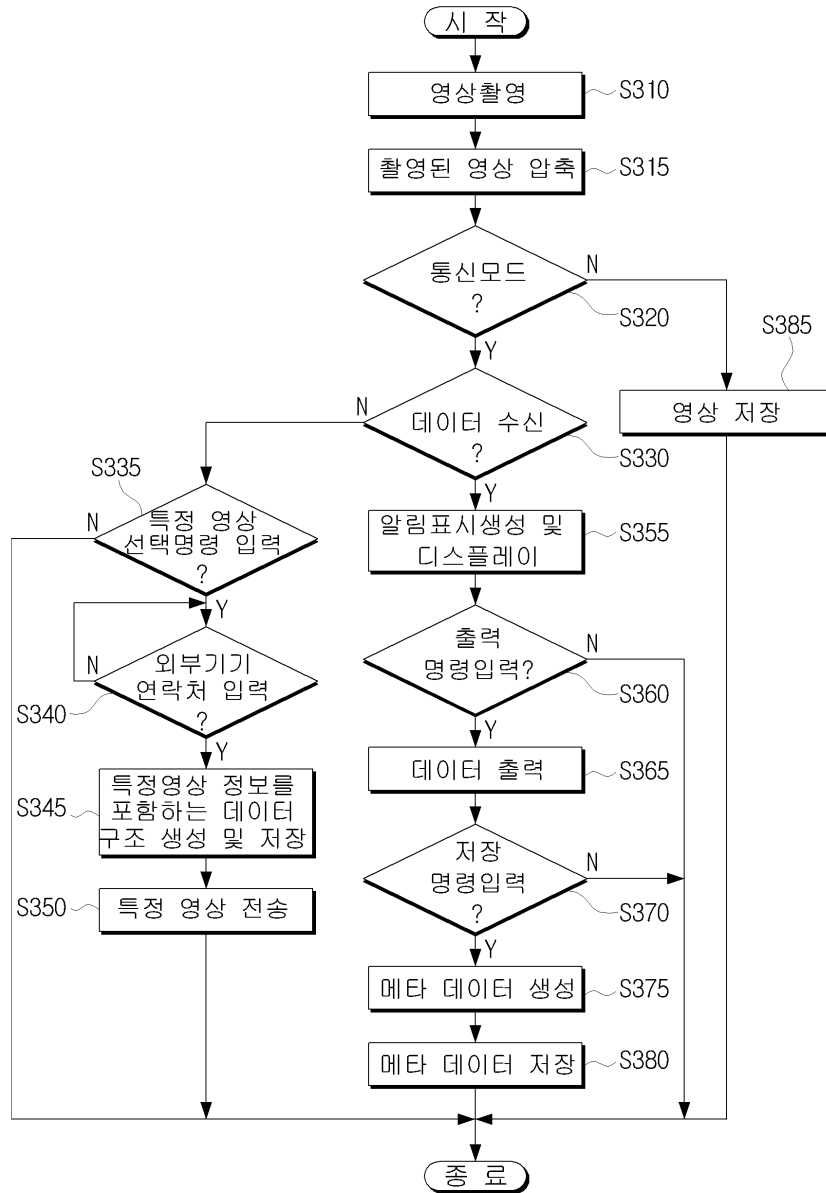 시 작
영상촬영
S310
촬영된 영상 압축
S315
통신모드
?
N
S320
Y
S385
영상 저장
데이터 수신
?
N
S330
Y
S335
특정 영상
선택명령 입력
?
N
Y
알림표시생성 및
디스플레이
S355
외부기기
연락처 입력
?
N
S340
Y
출력
명령입력?
N
S360
Y
특정영상 정보를
포함하는 데이터
구조 생성 및 저장
S345
데이터 출력
S365
특정 영상 전송
S350
저장
명령입력
?
N
S370
Y
메타 데이터 생성
S375
메타 데이터 저장
S380
종 료